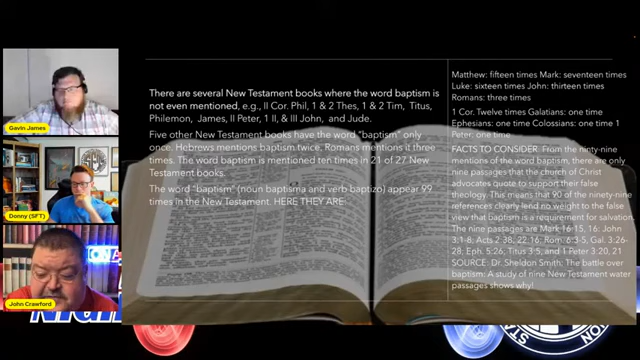 There are several New Testament books where the word baptism is
not even mentioned, e.g., II Cor. Phil, 1 & 2 Thes, 1 & 2 Tim, Titus,
Philemon, James, II Peter, 1 II, & III John, and Jude.
Five other New Testament books have the word "baptism" only
once. Hebrews mentions baptism twice. Romans mentions it three
times. The word baptism is mentioned ten times in 21 of 27 New
Testament books.
The word "baptism" (noun baptisma and verb baptizo) appear 99
times in the New Testament. HERE THEY ARE:
Matthew: fifteen times Mark: seventeen times
Luke: sixteen times John: thirteen times
Romans: three times
1 Cor. Twelve times Galatians: one time
Ephesians: one time Colossians: one time 1
Peter: one time
FACTS TO CONSIDER: From the ninty-nine
mentions of the word baptism, there are only
nine passages that the church of Christ
advocates quote to support their false
theology. This means that 90 of the ninety-nine
references clearly lend no weight to the false
view that baptism is a requirement for salvation.
The nine passages are Mark 16:15, 16: John
3:1-8, Acts 2:38, 22:16, Rom. 6:3-5, Gal. 3:26-
28, Eph. 5:26, Titus 3:5, and 1 Peter 3:20, 21
SOURCE: Dr. Sheldon Smith; The battle over
baptism: A study of nine New Testament water
passages shows why!
Gavin James
Donny (SFT)
John Crawford